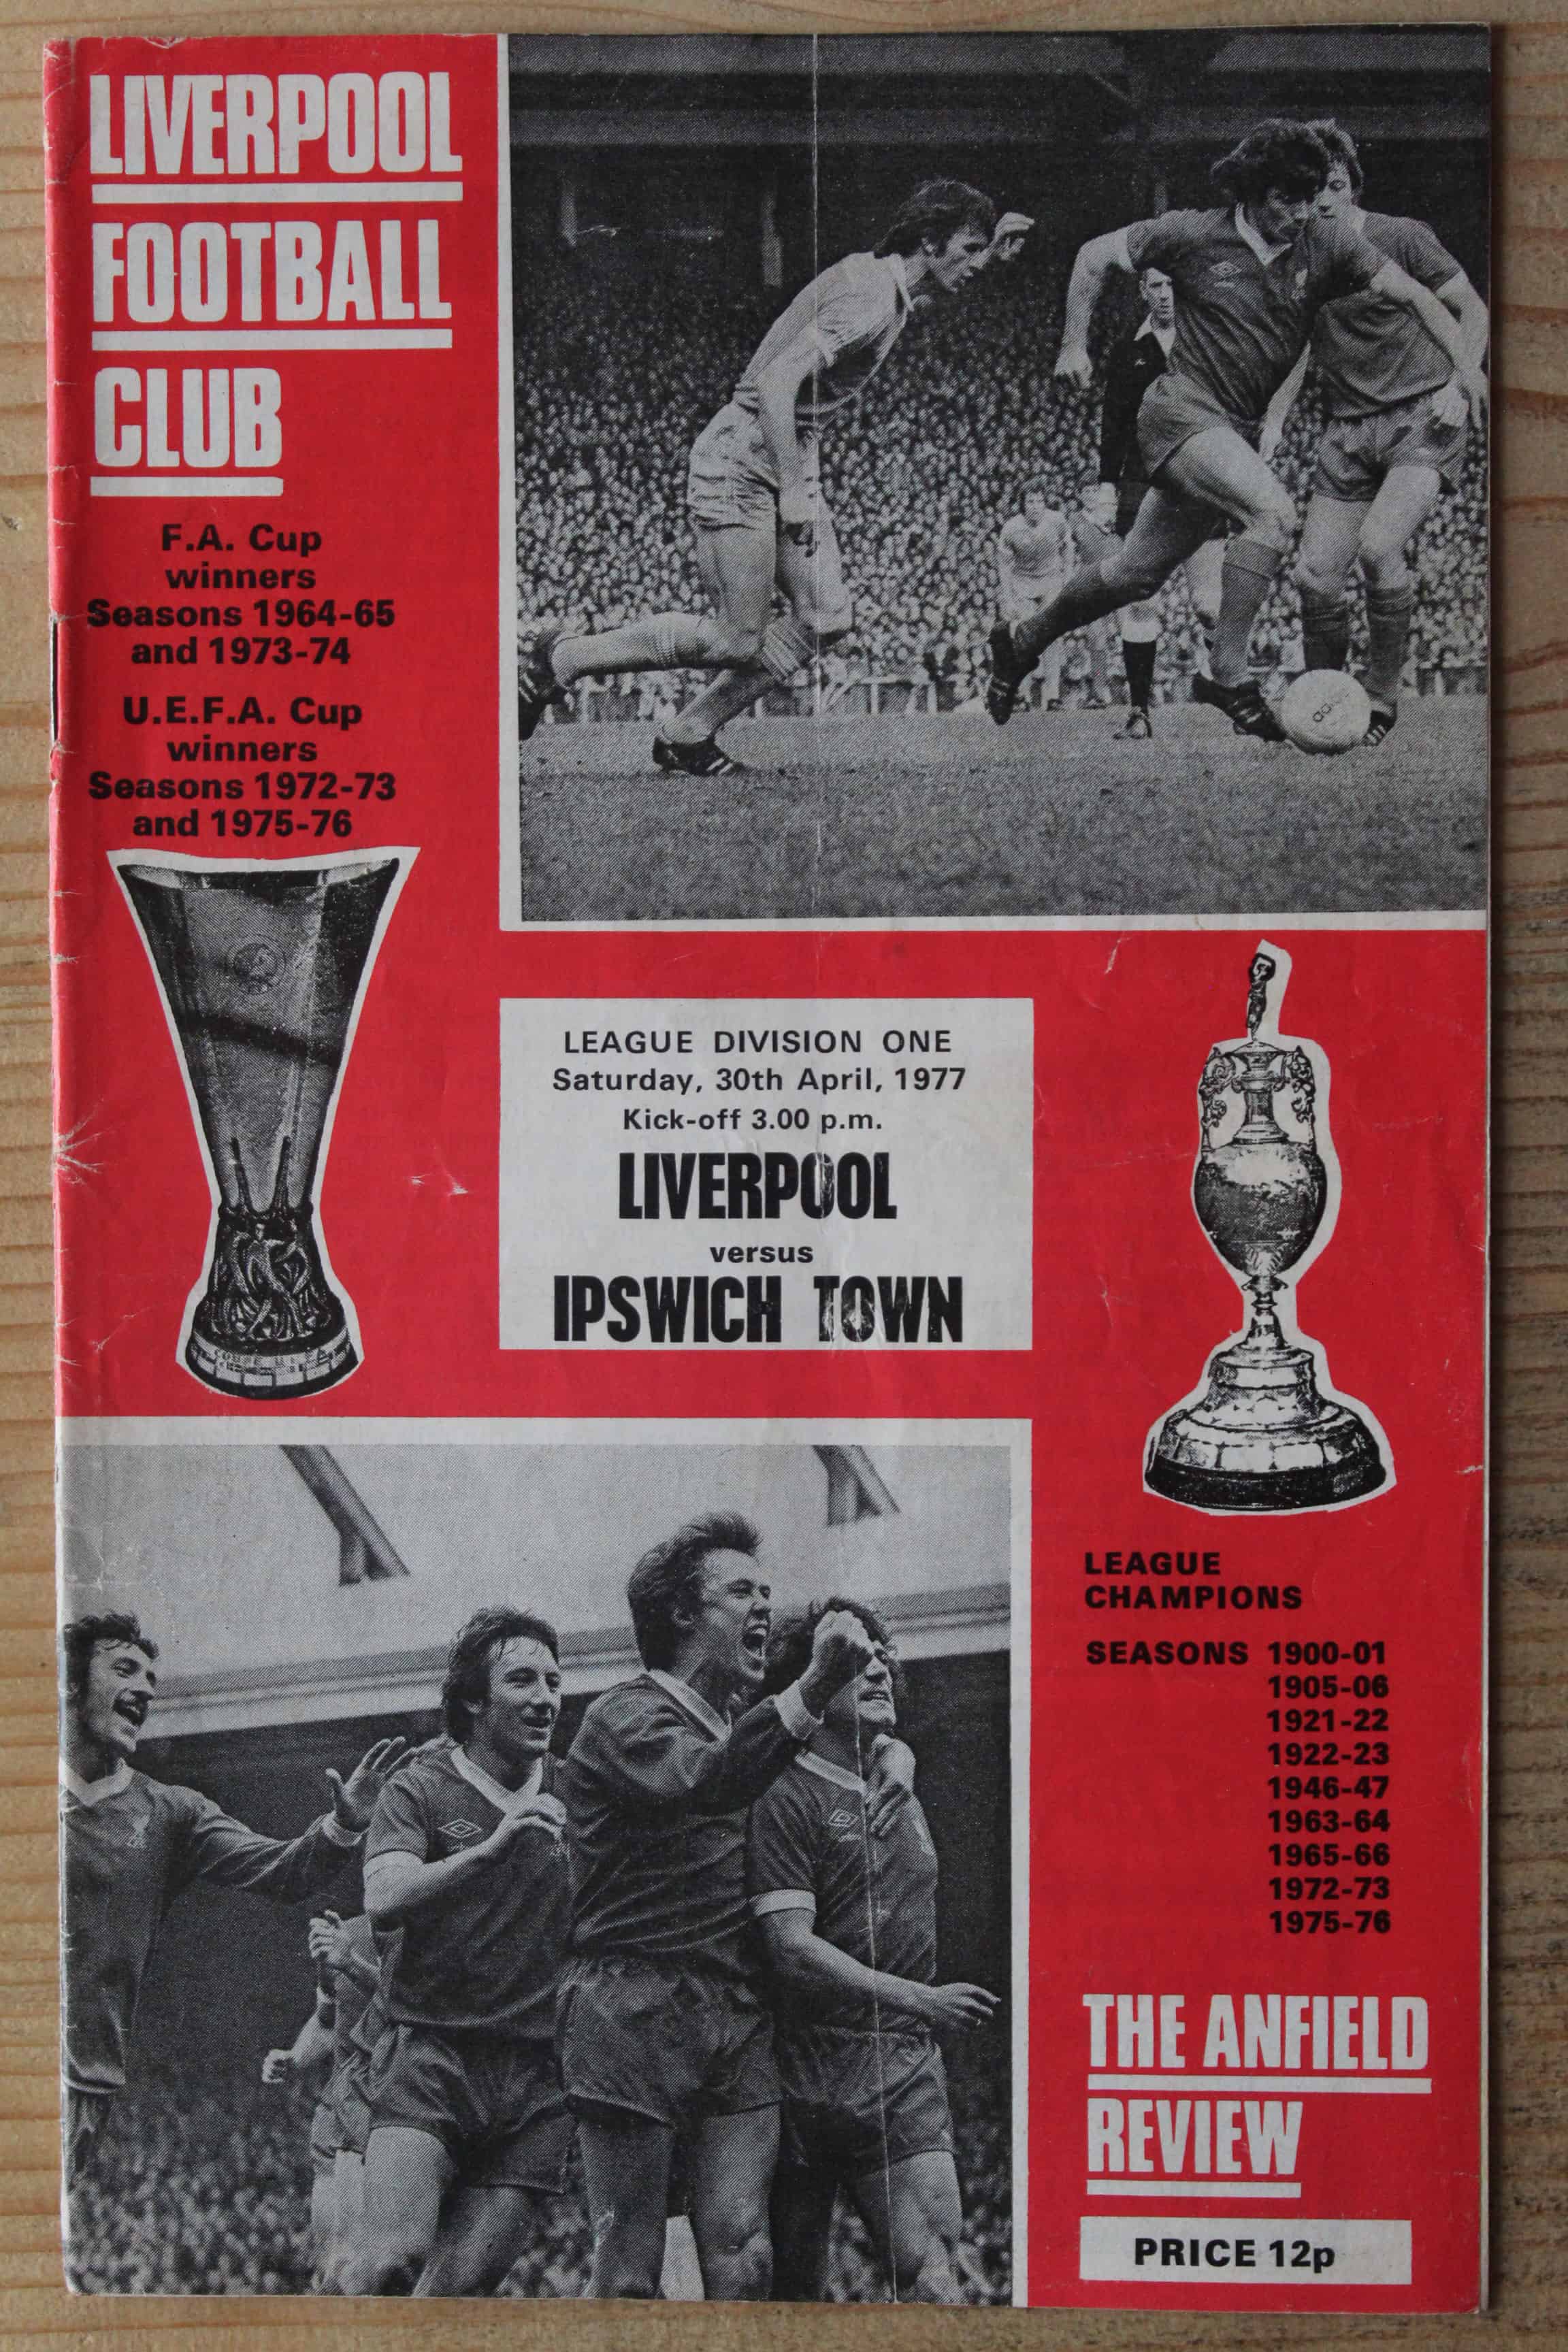 LIVERPOOL
FOOTBALL
CLUB
F.A. Cup
winners
Seasons 1964-65
and 1973-74
U.E.F.A. Cup
winners
Seasons 1972-73
and 1975-76
adidas
LEAGUE DIVISION ONE
Saturday, 30th April, 1977
Kick-off 3.00 p.m.
LIVERPOOL
versus
IPSWICH TOWN
COUPE UEFA
LEAGUE
CHAMPIONS
SEASONS 1900-01
1905-06
1921-22
1922-23
1946-47
1963-64
1965-66
1972-73
1975-76
THE ANFIELD
REVIEW
PRICE 12p